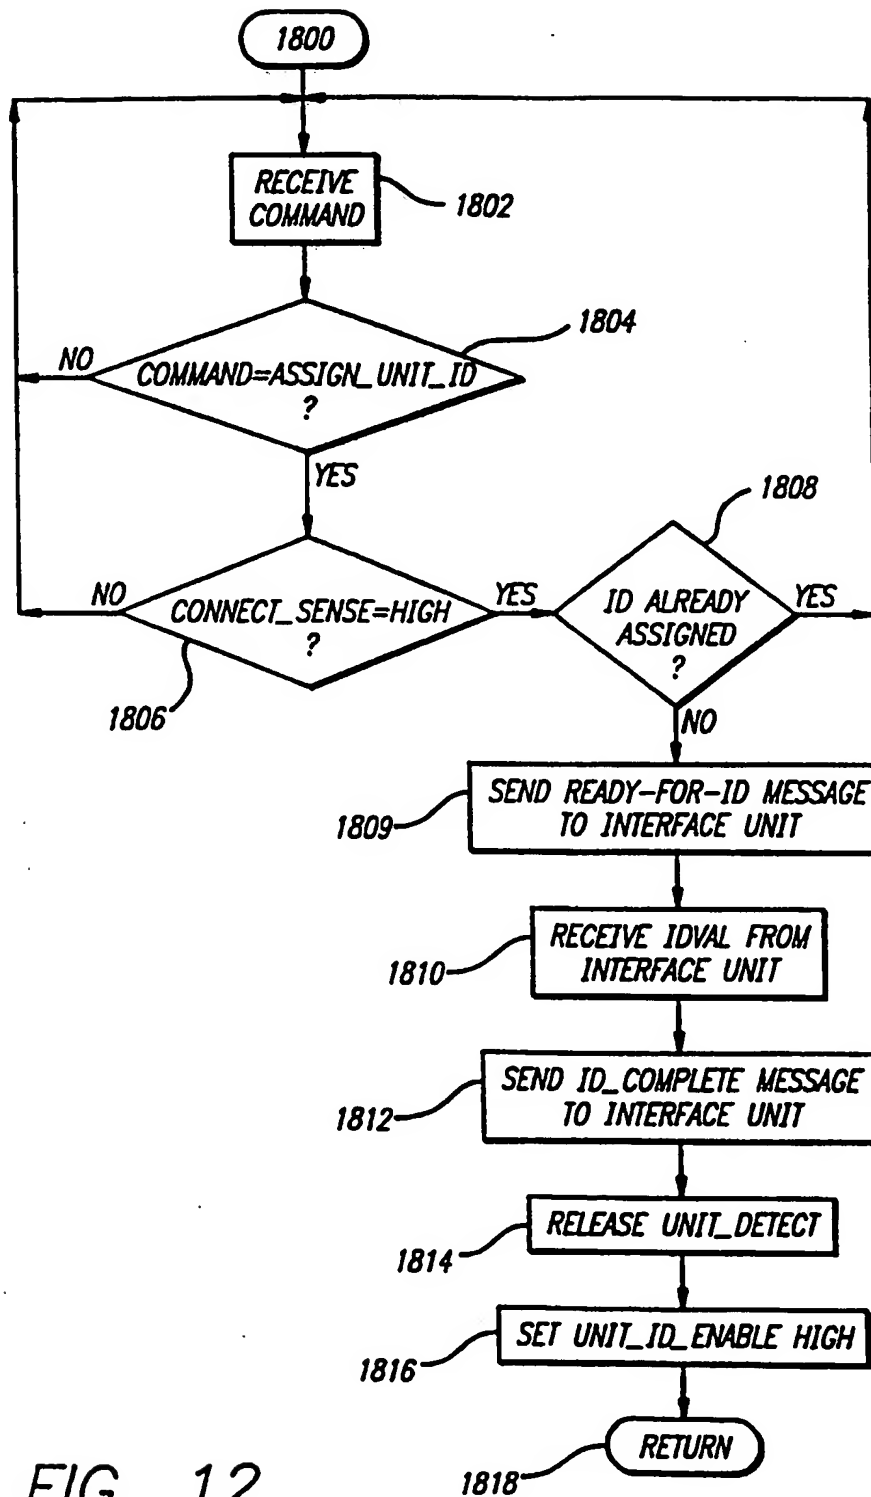 1800
RECEIVE
COMMAND
1802
1804
NO
COMMAND=ASSIGN_UNIT_ID
?
YES
1808
NO
CONNECT_SENSE=HIGH
?
YES
ID ALREADY
ASSIGNED
?
YES
1806
NO
SEND READY-FOR-ID MESSAGE
TO INTERFACE UNIT
1809
RECEIVE IDVAL FROM
INTERFACE UNIT
1810
SEND ID_COMPLETE MESSAGE
TO INTERFACE UNIT
1812
RELEASE UNIT_DETECT
1814
SET UNIT_ID_ENABLE HIGH
1816
RETURN
1818
FIG. 12